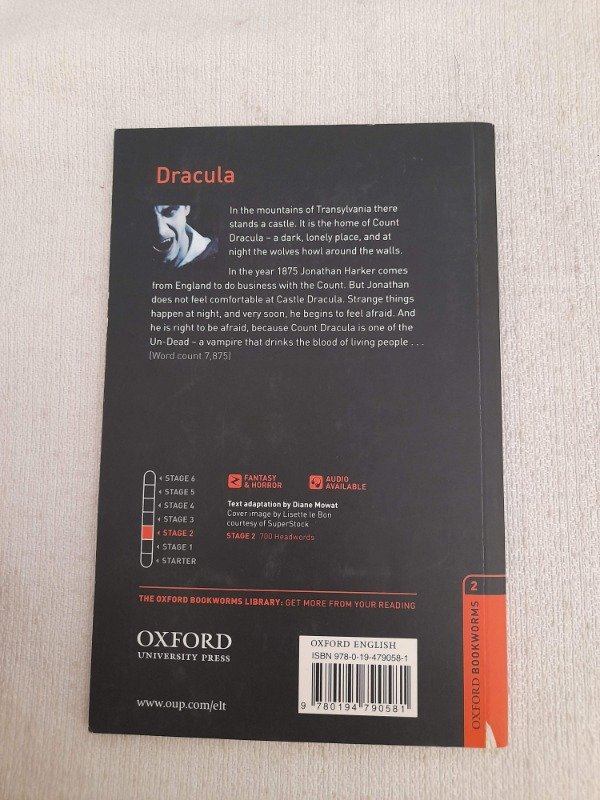 Dracula
In the mountains of Transylvania there
stands a castle. It is the home of Count
Dracula – a dark, lonely place, and at
night the wolves howl around the walls.
In the year 1875 Jonathan Harker comes
from England to do business with the Count. But Jonathan
does not feel comfortable at Castle Dracula. Strange things
happen at night, and very soon, he begins to feel afraid. And
he is right to be afraid, because Count Dracula is one of the
Un-Dead – a vampire that drinks the blood of living people . . .
(Word count 7,875)
STAGE 6
STAGE 5
STAGE 4
STAGE 3
STAGE 2
STAGE 1
STARTER
FANTASY
& HORROR
AUDIO
AVAILABLE
Text adaptation by Diane Mowat
Cover image by Lisette le Bon
courtesy of SuperStock
STAGE 2 700 Headwords
THE OXFORD BOOKWORMS LIBRARY: GET MORE FROM YOUR READING
OXFORD
UNIVERSITY PRESS
www.oup.com/elt
OXFORD ENGLISH
ISBN 978-0-19-479058-1
9 780194 790581
2
OXFORD BOOKWORMS